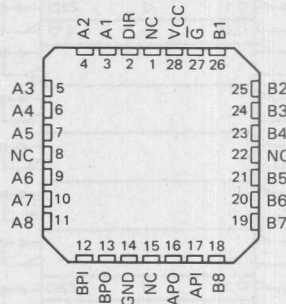 A2 A1 DIR NC VCC G B1
4 3 2 1 28 27 26
A3 5 25 B2
A4 6 24 B3
A5 7 23 B4
NC 8 22 NC
A6 9 21 B5
A7 10 20 B6
A8 11 19 B7
12 13 14 15 16 17 18
BPI BPO GND NC APO API B8